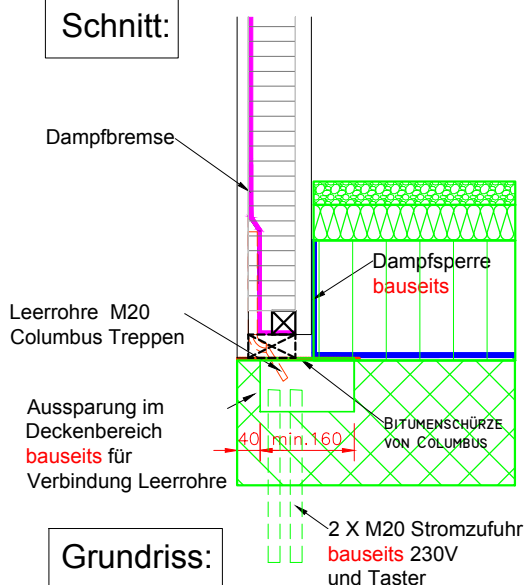 Schnitt:
Dampfbremse
Dampfsperre
bauseits
Leerrohre M20
Columbus Treppen
Aussparung im
Deckenbereich
bauseits für
Verbindung Leerrohre
40
min.160
BITUMENSCHÜRZE
VON COLUMBUS
2 X M20 Stromzufuhr
bauseits 230V
und Taster
Grundriss: